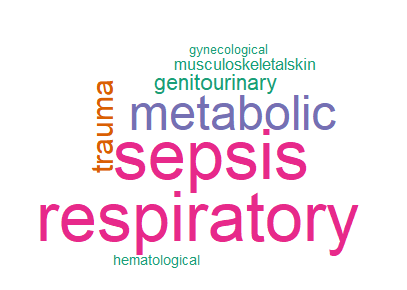 gynecological
musculoskeletalskin
genitourinary
trauma
metabolic
sepsis
respiratory
hematological